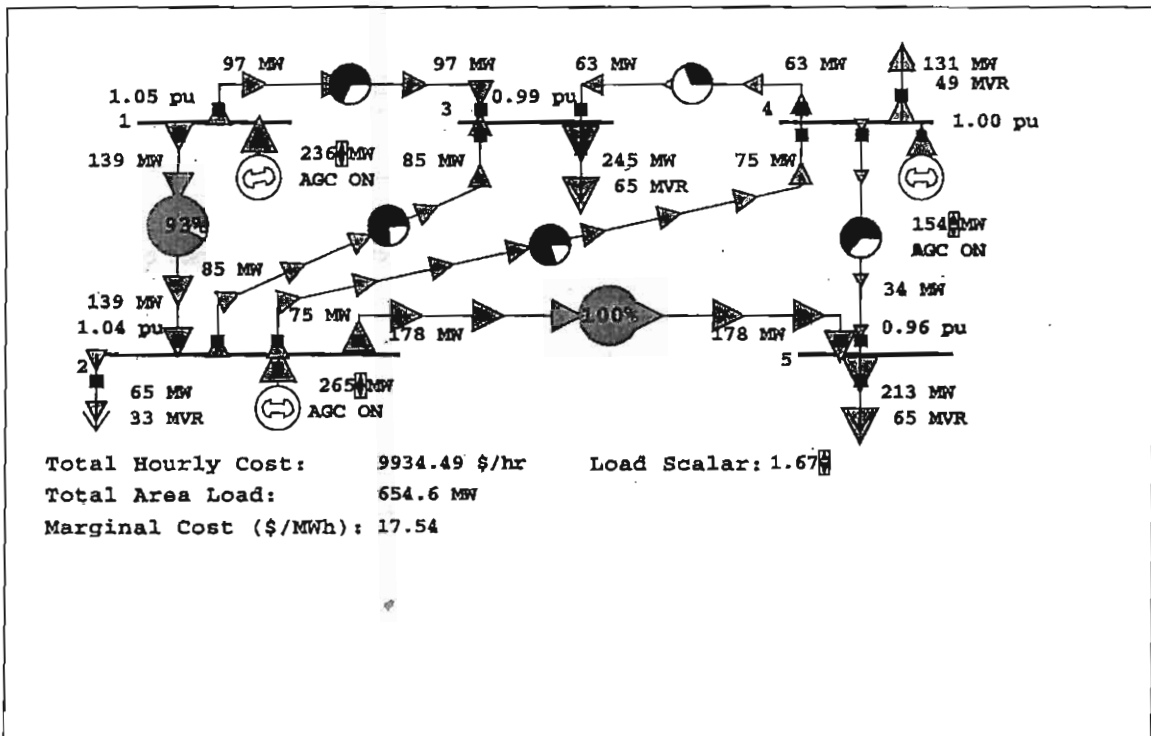 97 MW
97 MW
63 MW
63 MW
131 MW
49 MVR
1.05 pu
3
0.99 pu
4
1.00 pu
1
139 MW
236 MW
AGC ON
85 MW
245 MW
65 MVR
75 MW
93%
154 MW
AGC ON
85 MW
34 MW
139 MW
75 MW
100%
1.04 pu
178 MW
178 MW
0.96 pu
2
5
65 MW
33 MVR
265 MW
AGC ON
213 MW
65 MVR
Total Hourly Cost: 9934.49 $/hr Load Scalar: 1.67
Total Area Load: 654.6 MW
Marginal Cost ($/MWh): 17.54